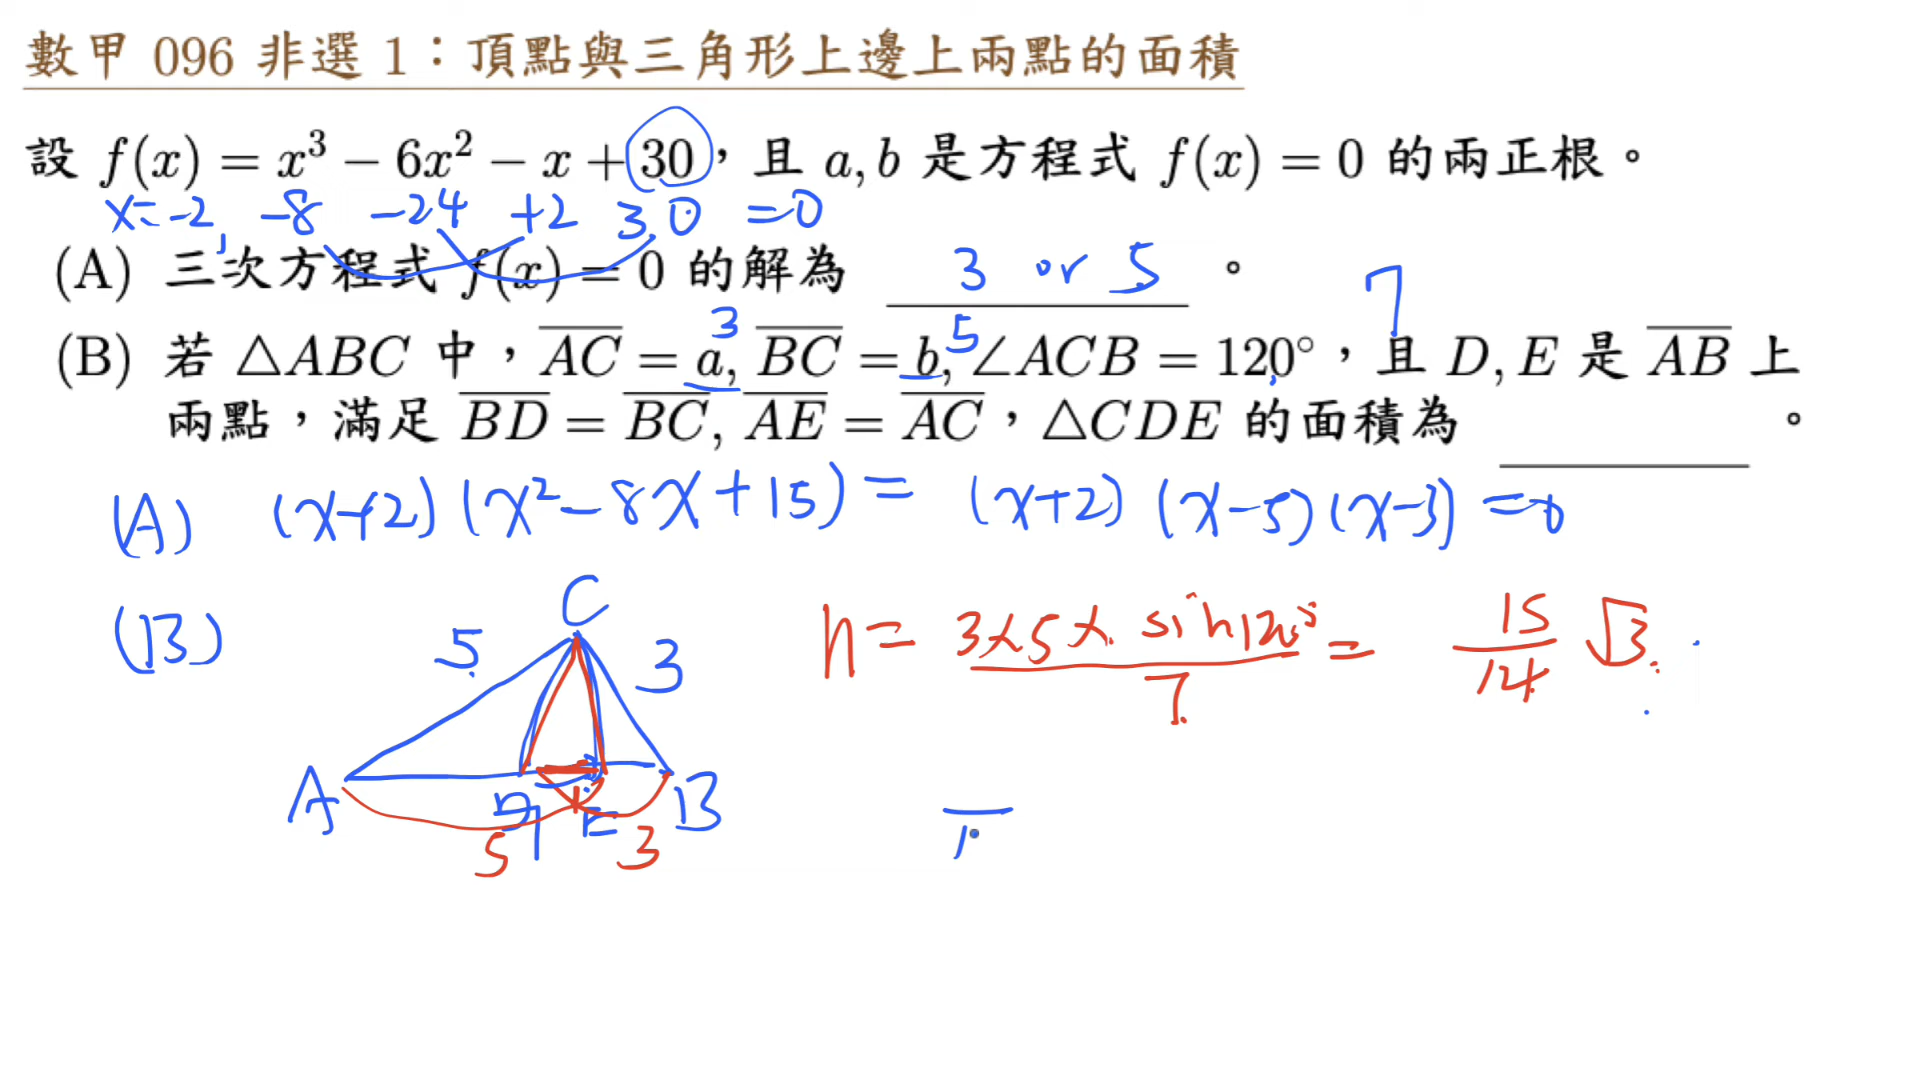 數甲 096 非選 1：頂點與三角形上邊上兩點的面積
設 f(x) = x³ − 6x² − x + 30，且 a, b 是方程式 f(x) = 0 的兩正根。
x=-2, -8 -24 +2 30 =0
(A) 三次方程式 f(x) = 0 的解為 3 or 5 。
3 5 7
(B) 若 △ABC 中，AC = a, BC = b, ∠ACB = 120°，且 D, E 是 AB 上
兩點，滿足 BD = BC, AE = AC，△CDE 的面積為 。
(A) (x+2)(x²-8x+15) = (x+2)(x-5)(x-3) =0
(B) C
5 3
h = 3×5× sin120° / 7 = 15/14 √3
A D E B
1
5 3